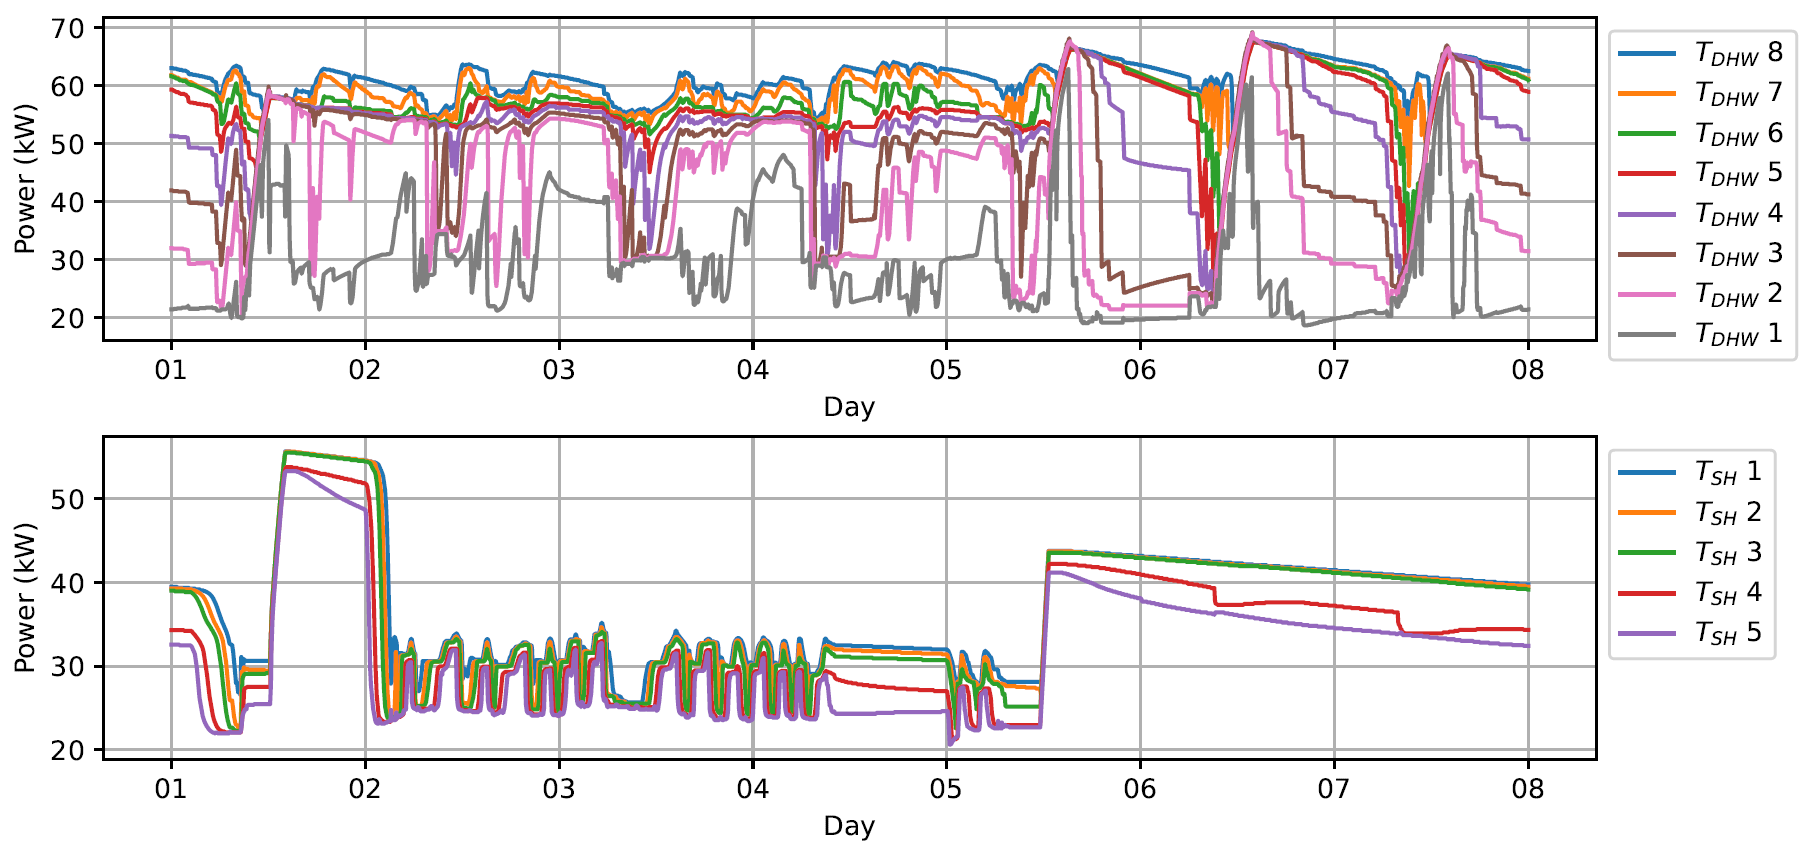 70
60
50
40
30
20
Power (kW)
01 02 03 04 05 06 07 08
Day
T_DHW 8
T_DHW 7
T_DHW 6
T_DHW 5
T_DHW 4
T_DHW 3
T_DHW 2
T_DHW 1
50
40
30
20
Power (kW)
01 02 03 04 05 06 07 08
Day
T_SH 1
T_SH 2
T_SH 3
T_SH 4
T_SH 5